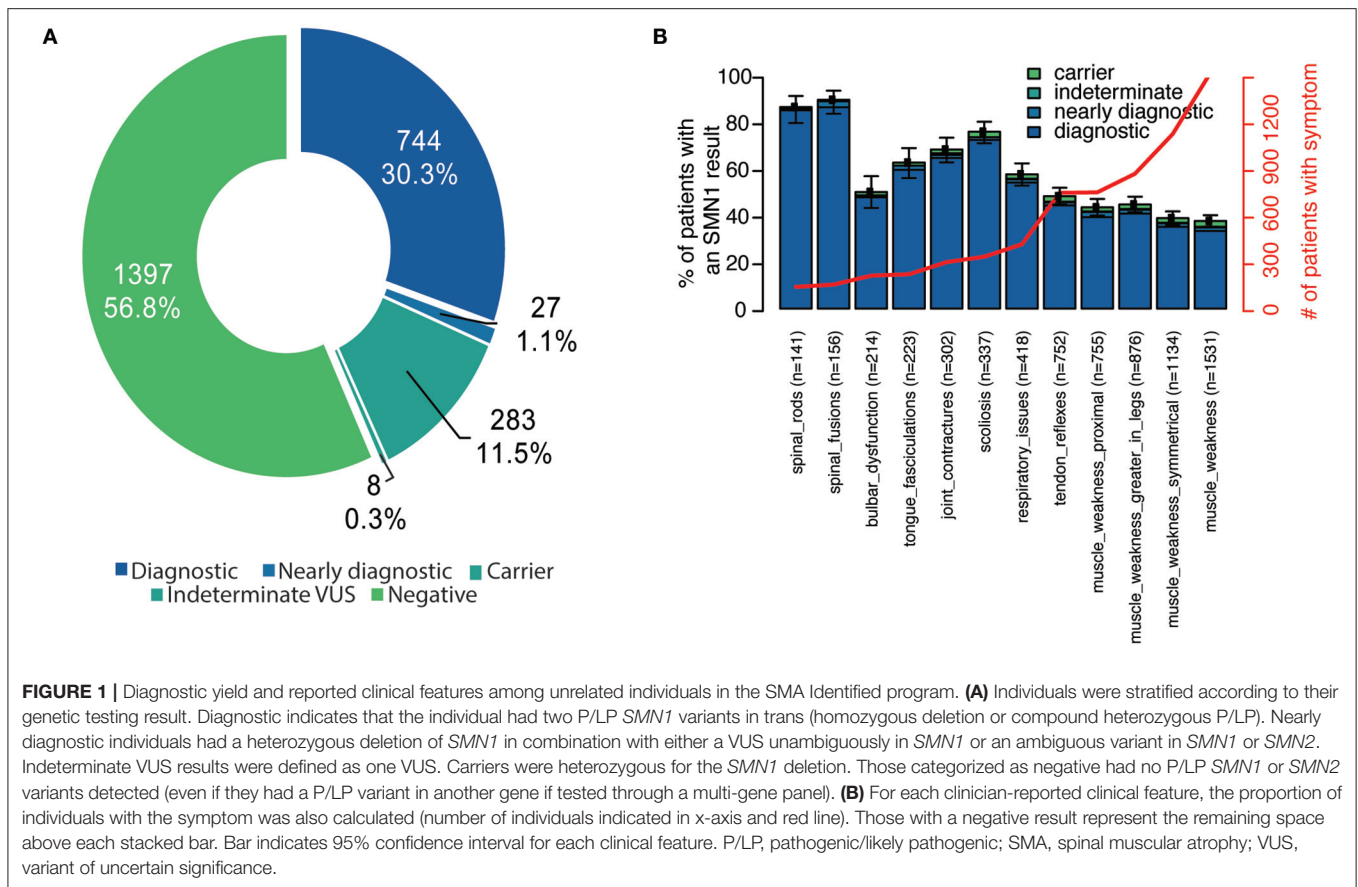 A
744
30.3%
27
1.1%
283
11.5%
8
0.3%
1397
56.8%
Diagnostic Nearly diagnostic Carrier
Indeterminate VUS Negative
B
% of patients with
an SMN1 result
100
80
60
40
20
0
carrier
indeterminate
nearly diagnostic
diagnostic
0 300 600 900 1200
# of patients with symptom
spinal_rods (n=141)
spinal_fusions (n=156)
bulbar_dysfunction (n=214)
tongue_fasciculations (n=223)
joint_contractures (n=302)
scoliosis (n=337)
respiratory_issues (n=418)
tendon_reflexes (n=752)
muscle_weakness_proximal (n=755)
muscle_weakness_greater_in_legs (n=876)
muscle_weakness_symmetrical (n=1134)
muscle_weakness (n=1531)
FIGURE 1 | Diagnostic yield and reported clinical features among unrelated individuals in the SMA Identified program. (A) Individuals were stratified according to their
genetic testing result. Diagnostic indicates that the individual had two P/LP SMN1 variants in trans (homozygous deletion or compound heterozygous P/LP). Nearly
diagnostic individuals had a heterozygous deletion of SMN1 in combination with either a VUS unambiguously in SMN1 or an ambiguous variant in SMN1 or SMN2.
Indeterminate VUS results were defined as one VUS. Carriers were heterozygous for the SMN1 deletion. Those categorized as negative had no P/LP SMN1 or SMN2
variants detected (even if they had a P/LP variant in another gene if tested through a multi-gene panel). (B) For each clinician-reported clinical feature, the proportion of
individuals with the symptom was also calculated (number of individuals indicated in x-axis and red line). Those with a negative result represent the remaining space
above each stacked bar. Bar indicates 95% confidence interval for each clinical feature. P/LP, pathogenic/likely pathogenic; SMA, spinal muscular atrophy; VUS,
variant of uncertain significance.